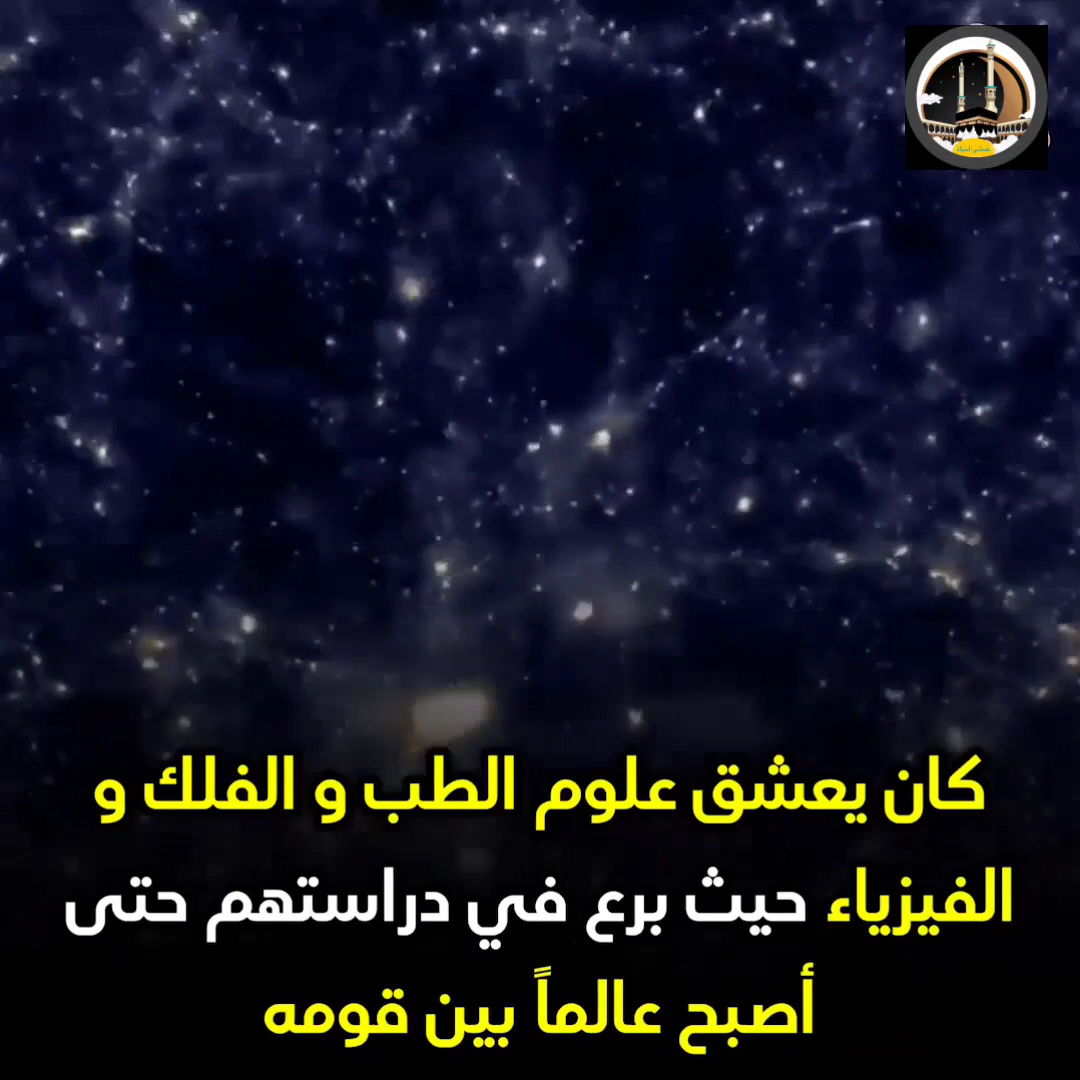 كان يعشق علوم الطب و الفلك و
الفيزياء حيث برع في دراستهم حتى
أصبح عالماً بين قومه